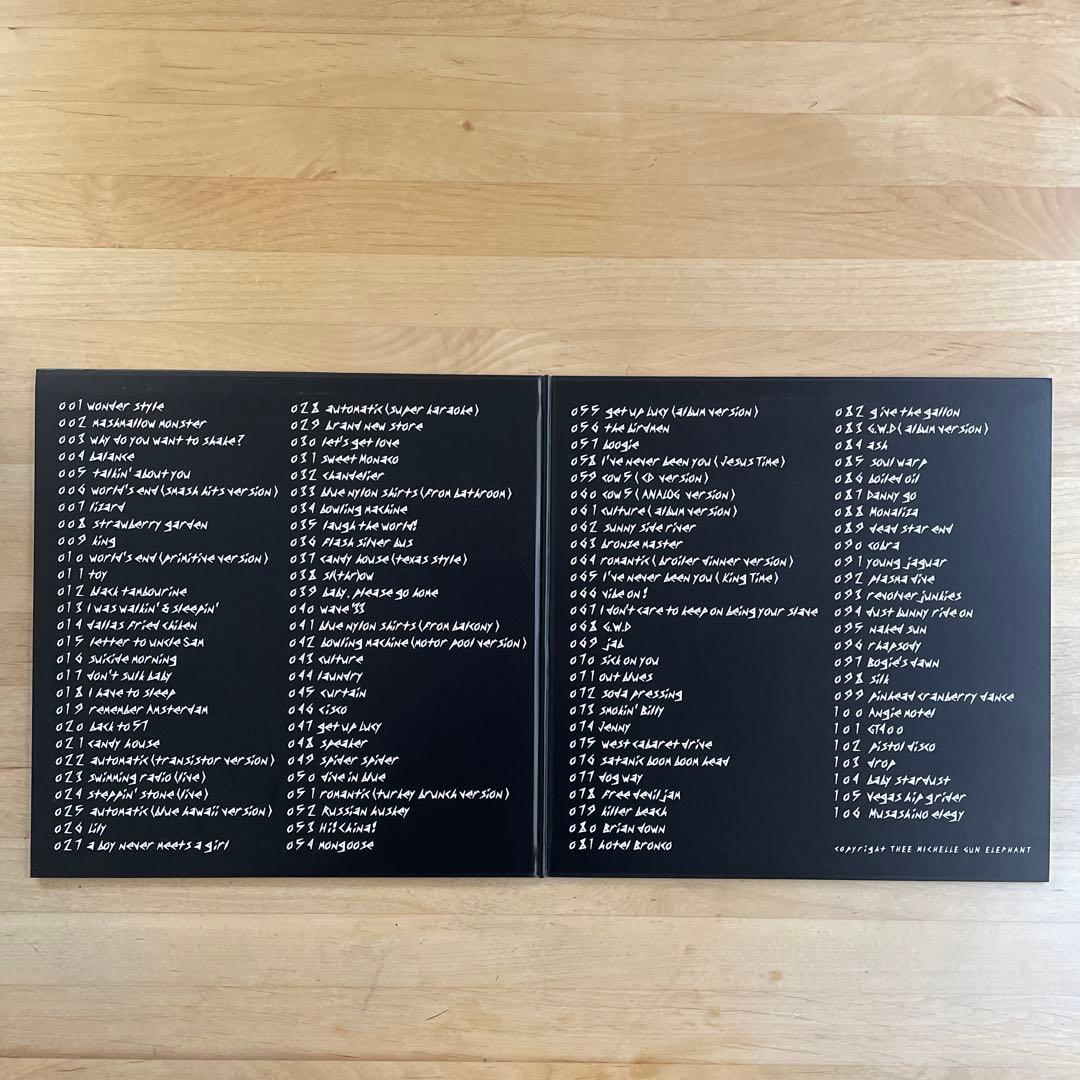 001 wonder style
002 mashmallow monster
003 why do you want to shake?
004 balance
005 talkin' about you
006 world's end (smash hits version)
007 lizard
008 strawberry garden
009 king
010 world's end (primitive version)
011 toy
012 black tambourine
013 I was walkin' & sleepin'
014 dallas fried chiken
015 letter to uncle Sam
016 suicide morning
017 don't sulk baby
018 I have to sleep
019 remember Amsterdam
020 back to 57
021 candy house
022 automatic (transistor version)
023 swimming radio (live)
024 steppin' stone (live)
025 automatic (blue hawaii version)
026 Lily
027 a boy never meets a girl
028 automatic (super karaoke)
029 brand new store
030 let's get love
031 sweet Monaco
032 chandelier
033 blue nylon shirts (from bathroom)
034 bowling machine
035 laugh the world!
036 flash silver bus
037 candy house (texas style)
038 sl(thr)ow
039 baby, please go home
040 wave '33
041 blue nylon shirts (from balcony)
042 bowling machine (motor pool version)
043 culture
044 laundry
045 curtain
046 cisco
047 get up Lucy
048 speaker
049 spider spider
050 dive in blue
051 romantic (turkey brunch version)
052 Russian huskey
053 Hi! China!
054 mongoose
055 get up Lucy (album version)
056 the birdmen
057 boogie
058 I've never been you (Jesus Time)
059 cow 5 (CD version)
060 cow 5 (ANALOG version)
061 culture (album version)
062 sunny side river
063 bronze master
064 romantic (broiler dinner version)
065 I've never been you (King Time)
066 vibe on!
067 I don't care to keep on being your slave
068 G.W.D
069 jab
070 sick on you
071 out blues
072 soda pressing
073 smokin' Billy
074 Jenny
075 west cabaret drive
076 satanic boom boom head
077 dog way
078 free devil jam
079 killer beach
080 Brian down
081 hotel Bronco
082 give the gallon
083 G.W.D (album version)
084 ash
085 soul warp
086 boiled oil
087 Danny go
088 Monaliza
089 dead star end
090 cobra
091 young jaguar
092 plasma dive
093 revolver junkies
094 dust bunny ride on
095 naked sun
096 rhapsody
097 Bogie's dawn
098 silk
099 pinhead cranberry dance
100 Angie motel
101 GT400
102 pistol disco
103 drop
104 baby stardust
105 vegas hip grider
106 Musashino elegy
copyright THEE MICHELLE GUN ELEPHANT